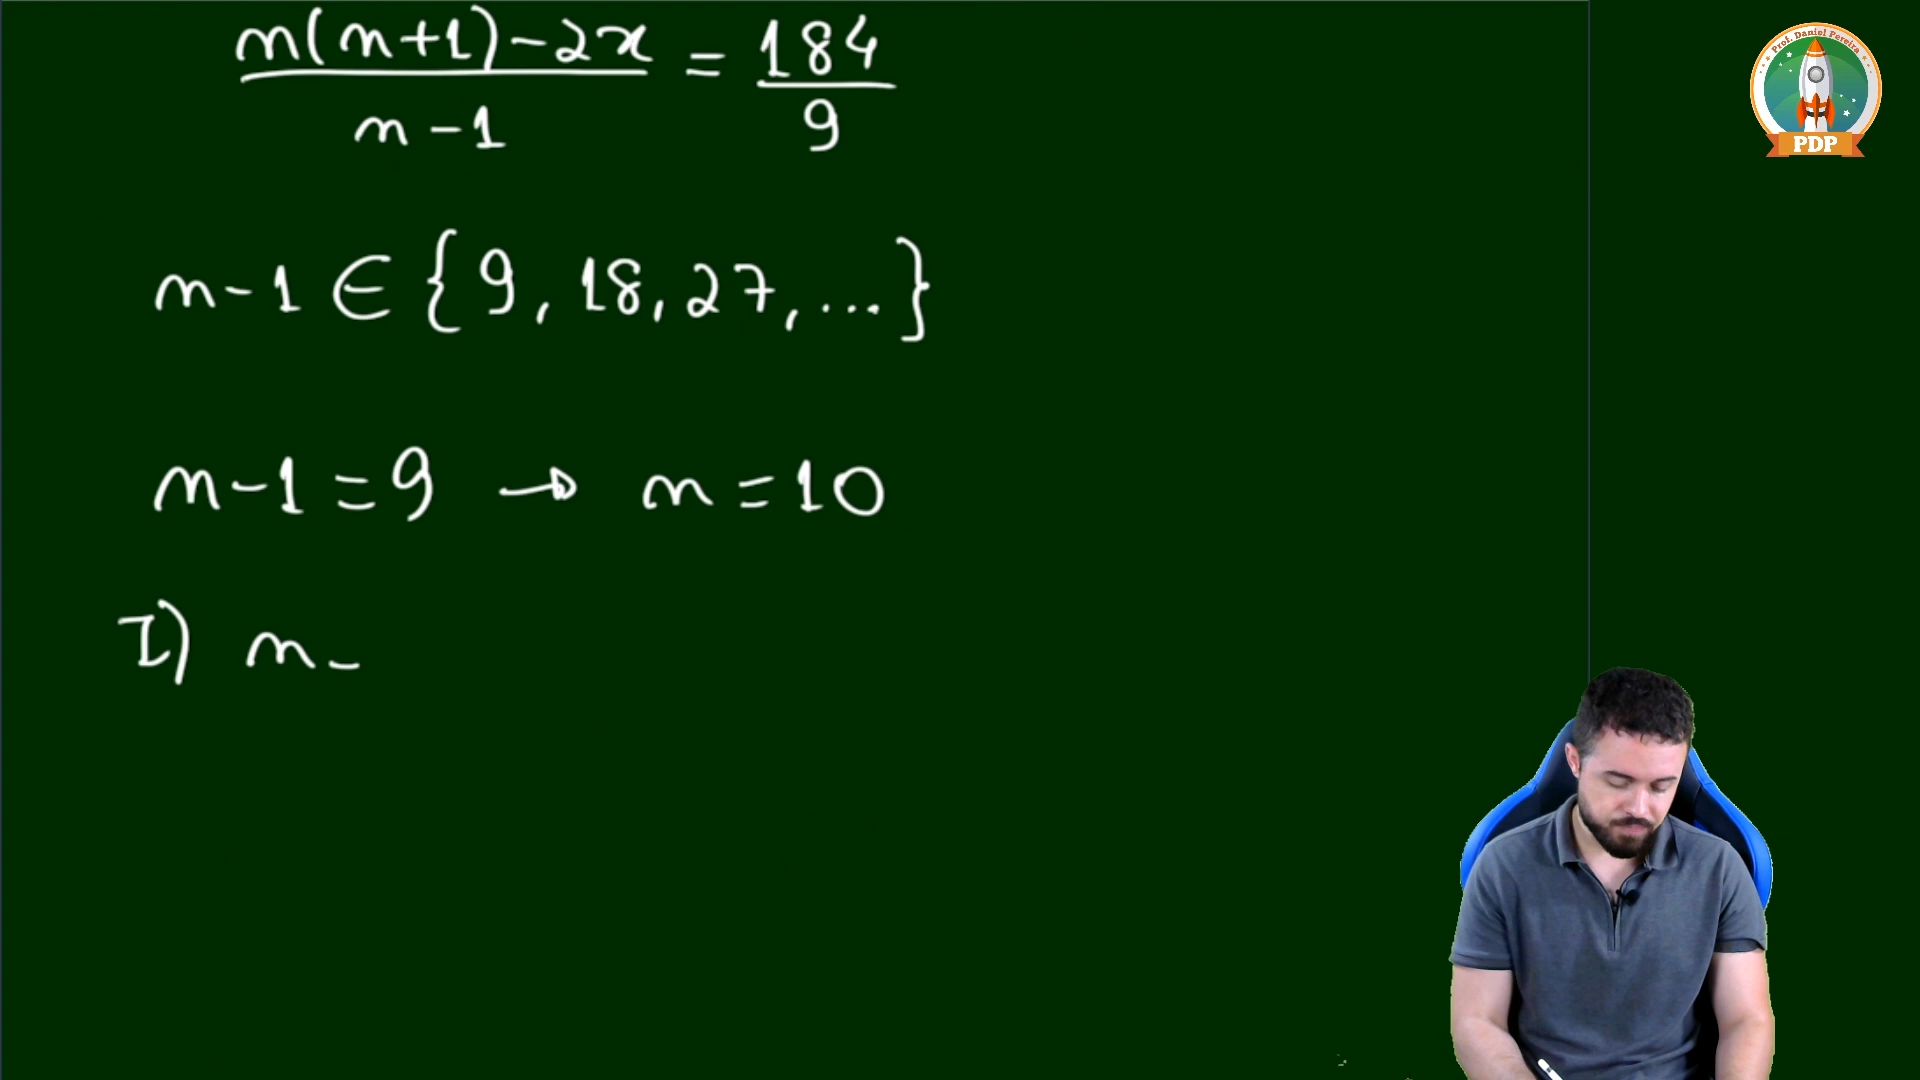 n(n+1)-2x / n-1 = 184 / 9
n-1 ∈ {9, 18, 27, ...}
n-1 = 9 → n = 10
I) n-
Prof. Daniel Pereira
PDP